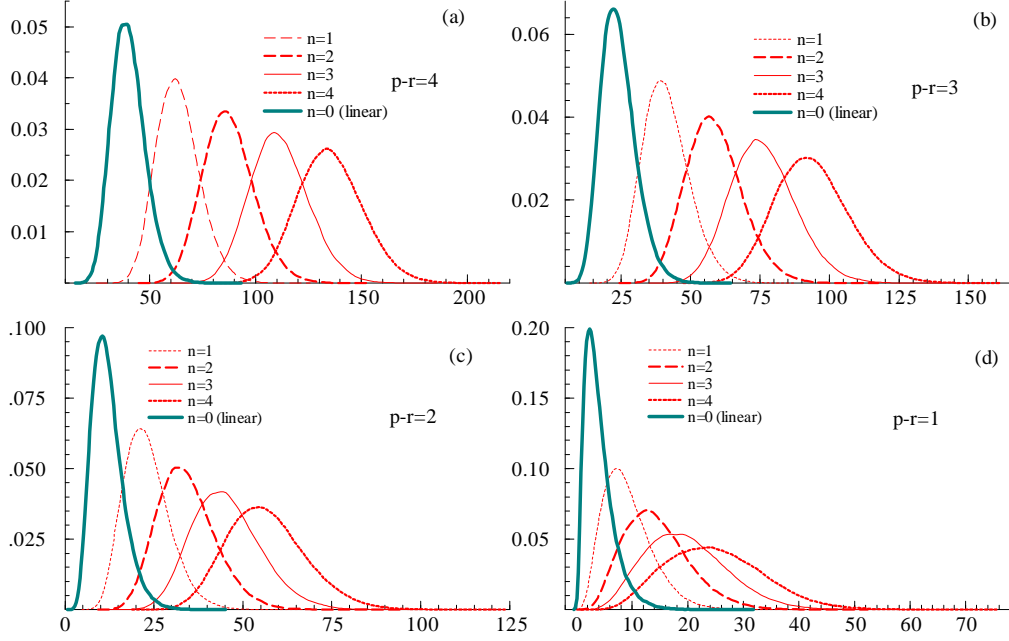 (a)
0.05
0.04
0.03
0.02
0.01
n=1
n=2
n=3
n=4
n=0 (linear)
p-r=4
50
100
150
200
(b)
0.06
0.04
0.02
n=1
n=2
n=3
n=4
n=0 (linear)
p-r=3
25
50
75
100
125
150
(c)
.100
.075
.050
.025
n=1
n=2
n=3
n=4
n=0 (linear)
p-r=2
0
25
50
75
100
125
(d)
0.20
0.15
0.10
0.05
n=1
n=2
n=3
n=4
n=0 (linear)
p-r=1
0
10
20
30
40
50
60
70